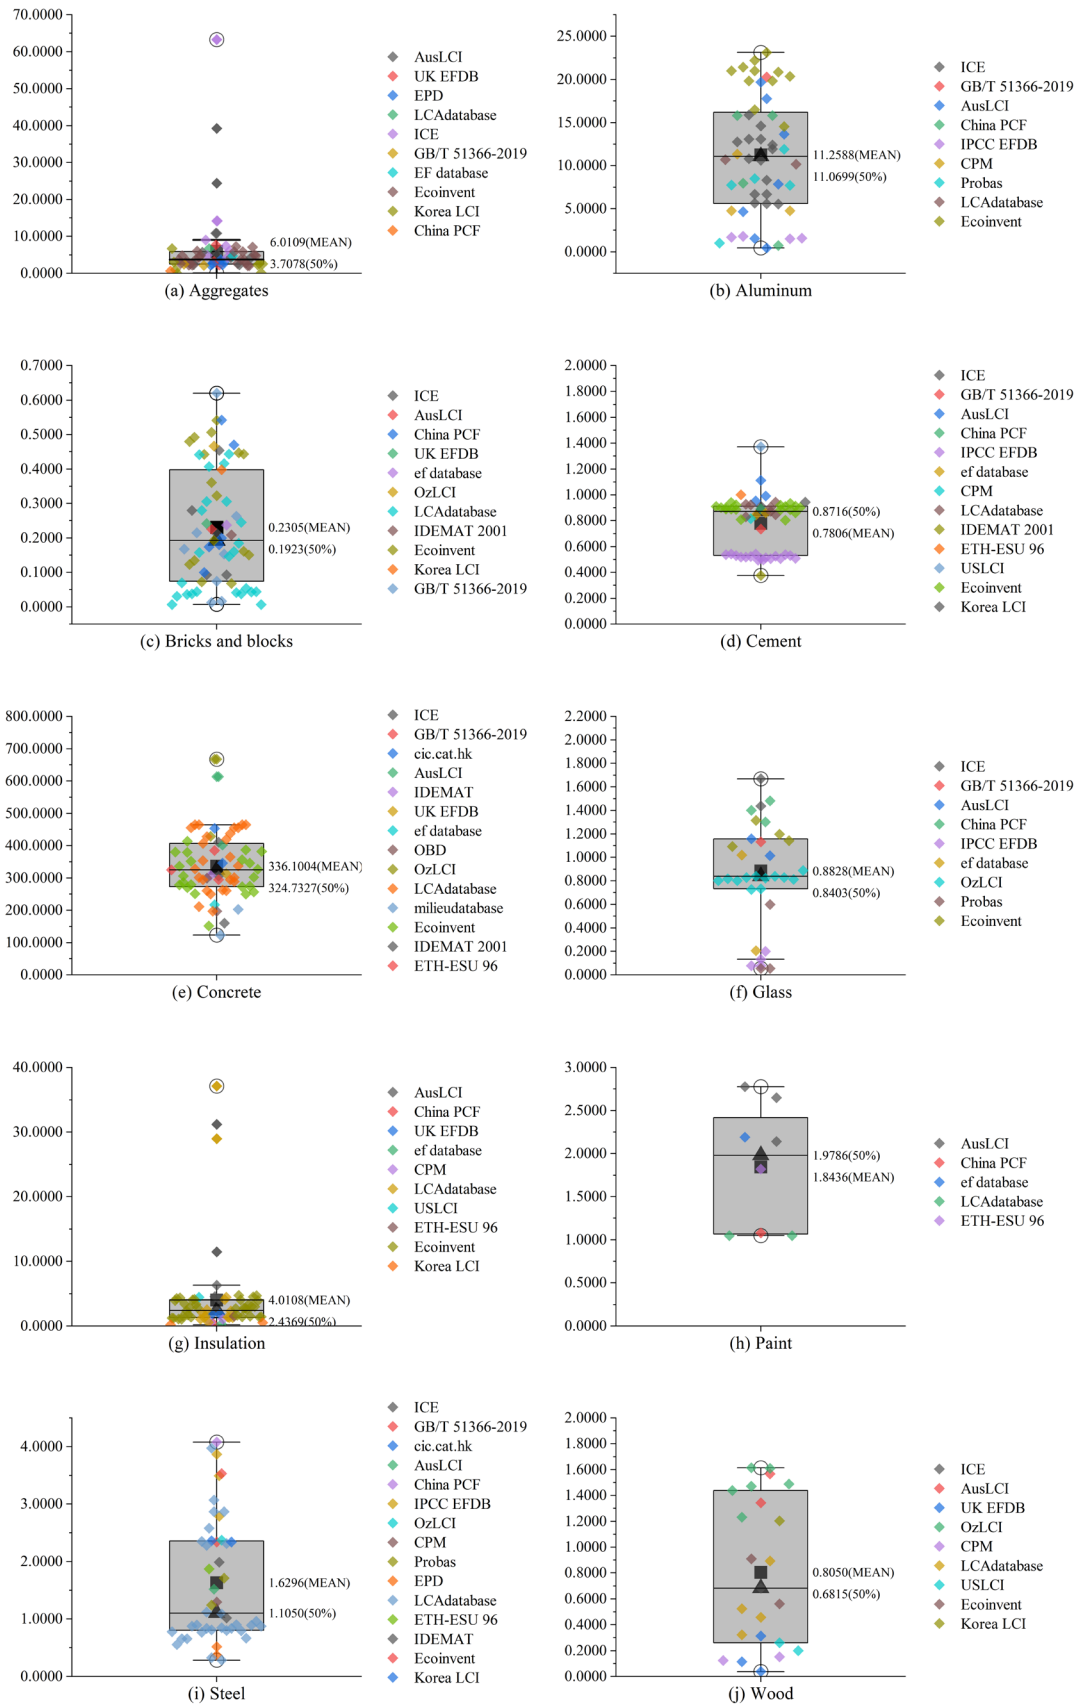 70.0000
60.0000
50.0000
40.0000
30.0000
20.0000
10.0000
0.0000
6.0109(MEAN)
3.7078(50%)
AusLCI
UK EFDB
EPD
LCAdatabase
ICE
GB/T 51366-2019
EF database
Ecoinvent
Korea LCI
China PCF
(a) Aggregates
25.0000
20.0000
15.0000
10.0000
5.0000
0.0000
11.2588(MEAN)
11.0699(50%)
ICE
GB/T 51366-2019
AusLCI
China PCF
IPCC EFDB
CPM
Probas
LCAdatabase
Ecoinvent
(b) Aluminum
0.7000
0.6000
0.5000
0.4000
0.3000
0.2000
0.1000
0.0000
0.2305(MEAN)
0.1923(50%)
ICE
AusLCI
China PCF
UK EFDB
ef database
OzLCI
LCAdatabase
IDEMAT 2001
Ecoinvent
Korea LCI
GB/T 51366-2019
(c) Bricks and blocks
2.0000
1.8000
1.6000
1.4000
1.2000
1.0000
0.8000
0.6000
0.4000
0.2000
0.0000
0.8716(50%)
0.7806(MEAN)
ICE
GB/T 51366-2019
AusLCI
China PCF
IPCC EFDB
ef database
CPM
LCAdatabase
IDEMAT 2001
ETH-ESU 96
USLCI
Ecoinvent
Korea LCI
(d) Cement
800.0000
700.0000
600.0000
500.0000
400.0000
300.0000
200.0000
100.0000
0.0000
336.1004(MEAN)
324.7327(50%)
ICE
GB/T 51366-2019
cic.cat.hk
AusLCI
IDEMAT
UK EFDB
ef database
OBD
OzLCI
LCAdatabase
milieudatabase
Ecoinvent
IDEMAT 2001
ETH-ESU 96
(e) Concrete
2.2000
2.0000
1.8000
1.6000
1.4000
1.2000
1.0000
0.8000
0.6000
0.4000
0.2000
0.0000
0.8828(MEAN)
0.8403(50%)
ICE
GB/T 51366-2019
AusLCI
China PCF
IPCC EFDB
ef database
OzLCI
Probas
Ecoinvent
(f) Glass
40.0000
30.0000
20.0000
10.0000
0.0000
4.0108(MEAN)
2.4369(50%)
AusLCI
China PCF
UK EFDB
ef database
CPM
LCAdatabase
USLCI
ETH-ESU 96
Ecoinvent
Korea LCI
(g) Insulation
3.0000
2.5000
2.0000
1.5000
1.0000
0.5000
0.0000
1.9786(50%)
1.8436(MEAN)
AusLCI
China PCF
ef database
LCAdatabase
ETH-ESU 96
(h) Paint
4.0000
3.0000
2.0000
1.0000
0.0000
1.6296(MEAN)
1.1050(50%)
ICE
GB/T 51366-2019
cic.cat.hk
AusLCI
China PCF
IPCC EFDB
OzLCI
CPM
Probas
EPD
LCAdatabase
ETH-ESU 96
IDEMAT
Ecoinvent
Korea LCI
(i) Steel
2.0000
1.8000
1.6000
1.4000
1.2000
1.0000
0.8000
0.6000
0.4000
0.2000
0.0000
0.8050(MEAN)
0.6815(50%)
ICE
AusLCI
UK EFDB
OzLCI
CPM
LCAdatabase
USLCI
Ecoinvent
Korea LCI
(j) Wood